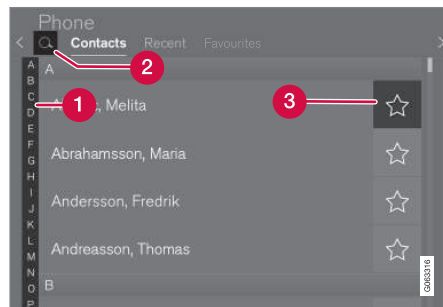 Phone
Contacts Recent Favourites
2
A
B
C
D
E
F
G
H
I
J
K
L
M
N
O
P
A
1
, Melita
3
Abrahamsson, Maria
Andersson, Fredrik
Andreasson, Thomas
B
G063316